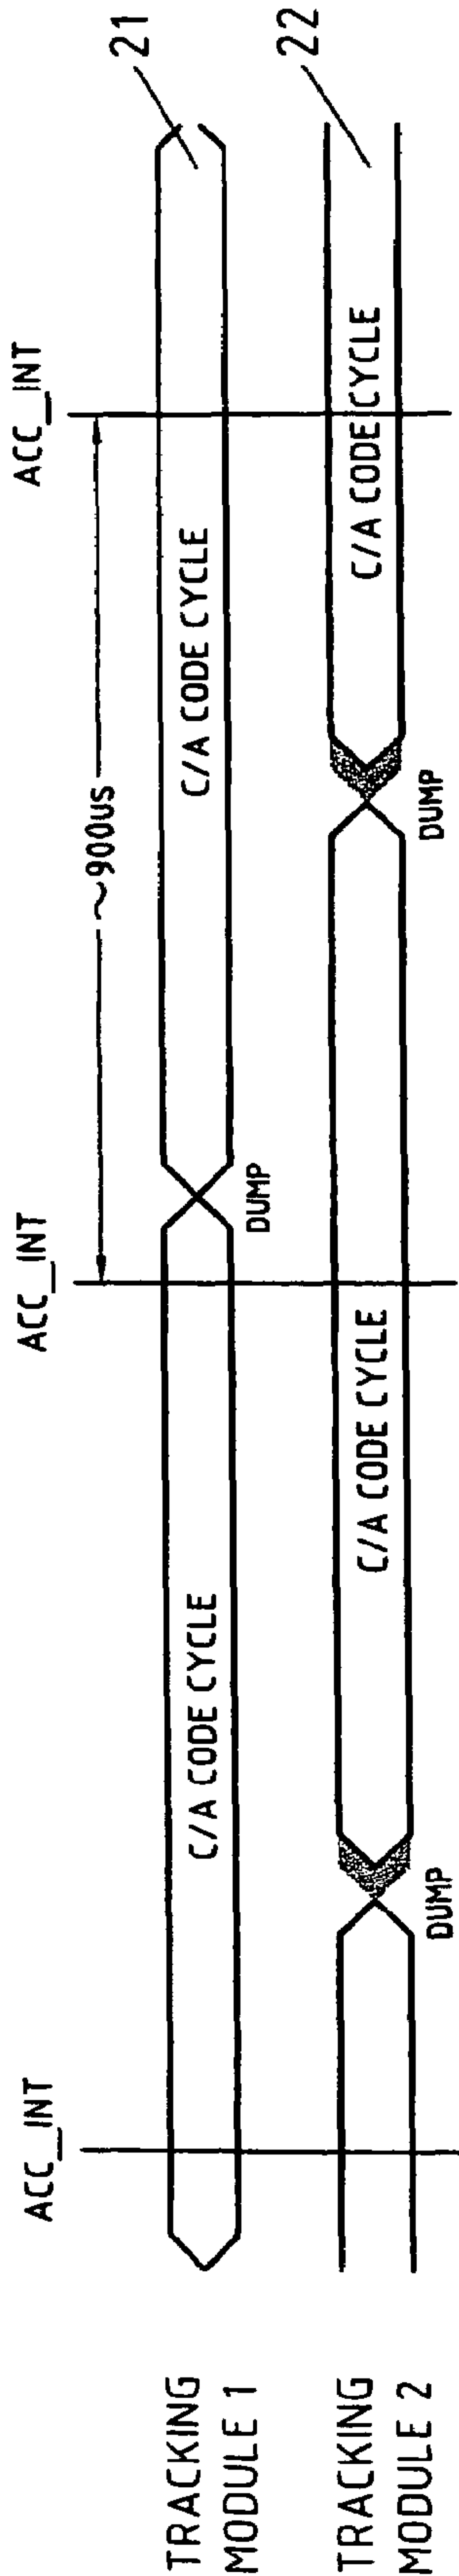 ACC_INT
ACC_INT
ACC_INT
~900us
TRACKING
MODULE 1
C/A CODE CYCLE
DUMP
C/A CODE CYCLE
21
TRACKING
MODULE 2
DUMP
C/A CODE CYCLE
DUMP
C/A CODE CYCLE
22